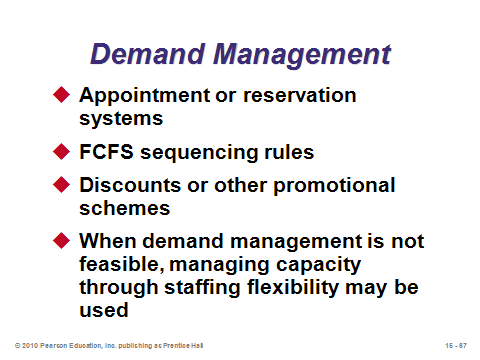 Demand Management
Appointment or reservation
systems
FCFS sequencing rules
Discounts or other promotional
schemes
When demand management is not
feasible, managing capacity
through staffing flexibility may be
used
© 2010 Pearson Education, Inc. publishing as Prentice Hall
15 - 67